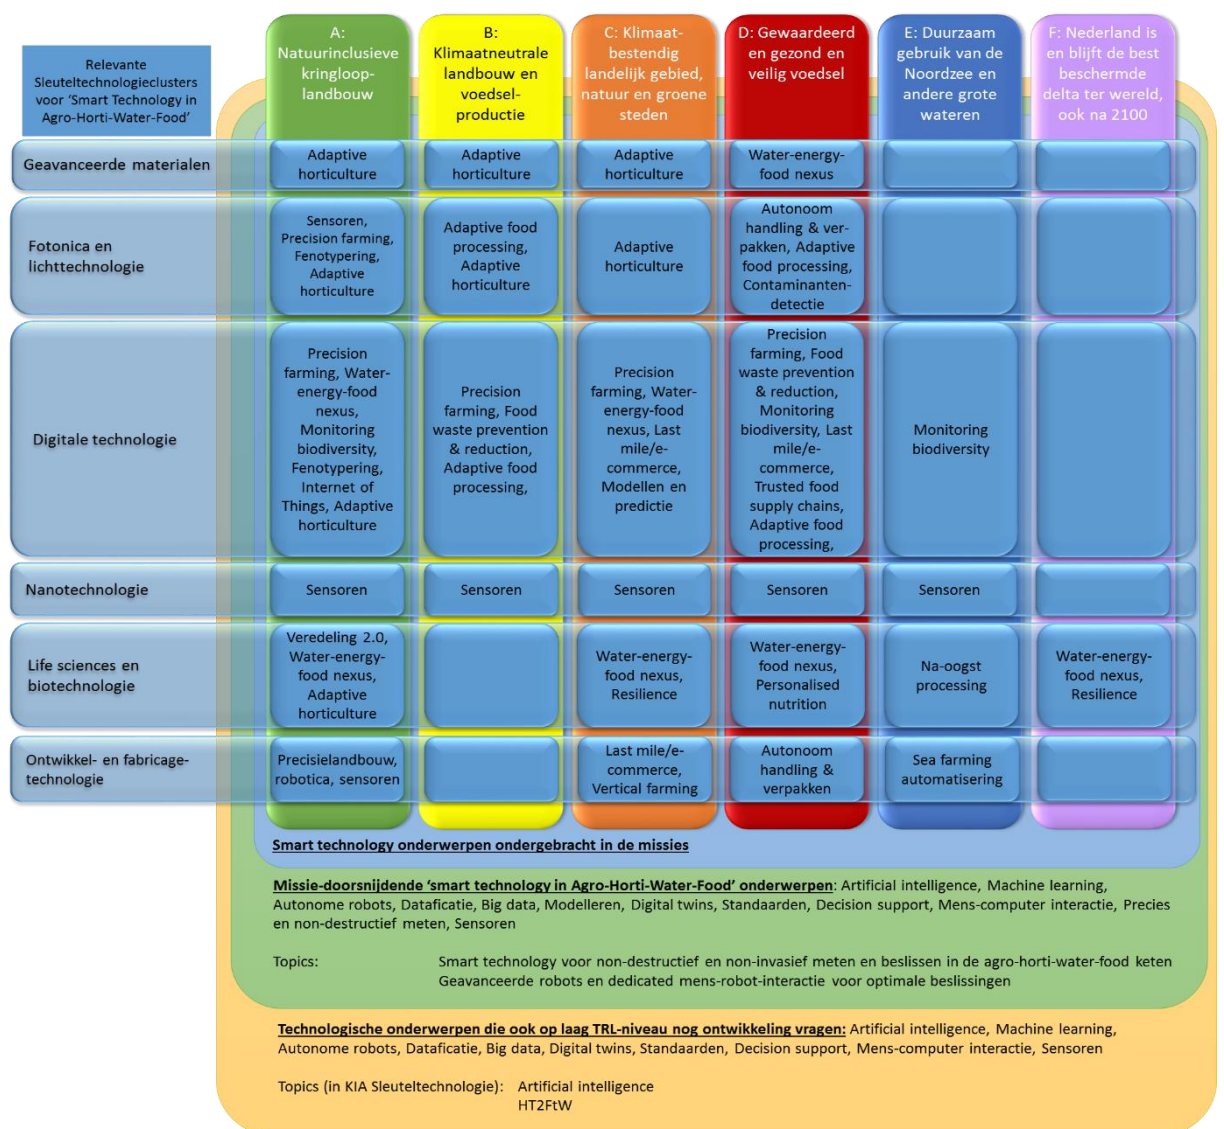 Relevante
Sleuteltechnologieclusters
voor ‘Smart Technology in
Agro-Horti-Water-Food’
A:
Natuurinclusieve
kringloop-
landbouw
B:
Klimaatneutrale
landbouw en
voedsel-
productie
C: Klimaat-
bestendig
landelijk gebied,
natuur en groene
steden
D: Gewaardeerd
en gezond en
veilig voedsel
E: Duurzaam
gebruik van de
Noordzee en
andere grote
wateren
F: Nederland is
en blijft de best
beschermde
delta ter wereld,
ook na 2100
Geavanceerde materialen
Adaptive
horticulture
Adaptive
horticulture
Adaptive
horticulture
Water-energy-
food nexus
Fotonica en
lichttechnologie
Sensoren,
Precision farming,
Fenotypering,
Adaptive
horticulture
Adaptive food
processing,
Adaptive
horticulture
Adaptive
horticulture
Autonoom
handling & ver-
pakken, Adaptive
food processing,
Contaminanten-
detectie
Digitale technologie
Precision
farming, Water-
energy-food
nexus,
Monitoring
biodiversity,
Fenotypering,
Internet of
Things, Adaptive
horticulture
Precision
farming, Food
waste prevention
& reduction,
Adaptive food
processing,
Precision
farming, Water-
energy-food
nexus, Last
mile/e-
commerce,
Modellen en
predictie
Precision
farming, Food
waste prevention
& reduction,
Monitoring
biodiversity, Last
mile/e-
commerce,
Trusted food
supply chains,
Adaptive food
processing,
Monitoring
biodiversity
Nanotechnologie
Sensoren
Sensoren
Sensoren
Sensoren
Sensoren
Life sciences en
biotechnologie
Veredeling 2.0,
Water-energy-
food nexus,
Adaptive
horticulture
Water-energy-
food nexus,
Resilience
Water-energy-
food nexus,
Personalised
nutrition
Na-oogst
processing
Water-energy-
food nexus,
Resilience
Ontwikkel- en fabricage-
technologie
Precisielandbouw,
robotica, sensoren
Last mile/e-
commerce,
Vertical farming
Autonoom
handling &
verpakken
Sea farming
automatisering
Smart technology onderwerpen ondergebracht in de missies
Missie-doorsnijdende ‘smart technology in Agro-Horti-Water-Food’ onderwerpen: Artificial intelligence, Machine learning,
Autonome robots, Dataficatie, Big data, Modelleren, Digital twins, Standaarden, Decision support, Mens-computer interactie, Precies
en non-destructief meten, Sensoren
Topics: Smart technology voor non-destructief en non-invasief meten en beslissen in de agro-horti-water-food keten
Geavanceerde robots en dedicated mens-robot-interactie voor optimale beslissingen
Technologische onderwerpen die ook op laag TRL-niveau nog ontwikkeling vragen: Artificial intelligence, Machine learning,
Autonome robots, Dataficatie, Big data, Digital twins, Standaarden, Decision support, Mens-computer interactie, Sensoren
Topics (in KIA Sleuteltechnologie): Artificial intelligence
HT2FtW